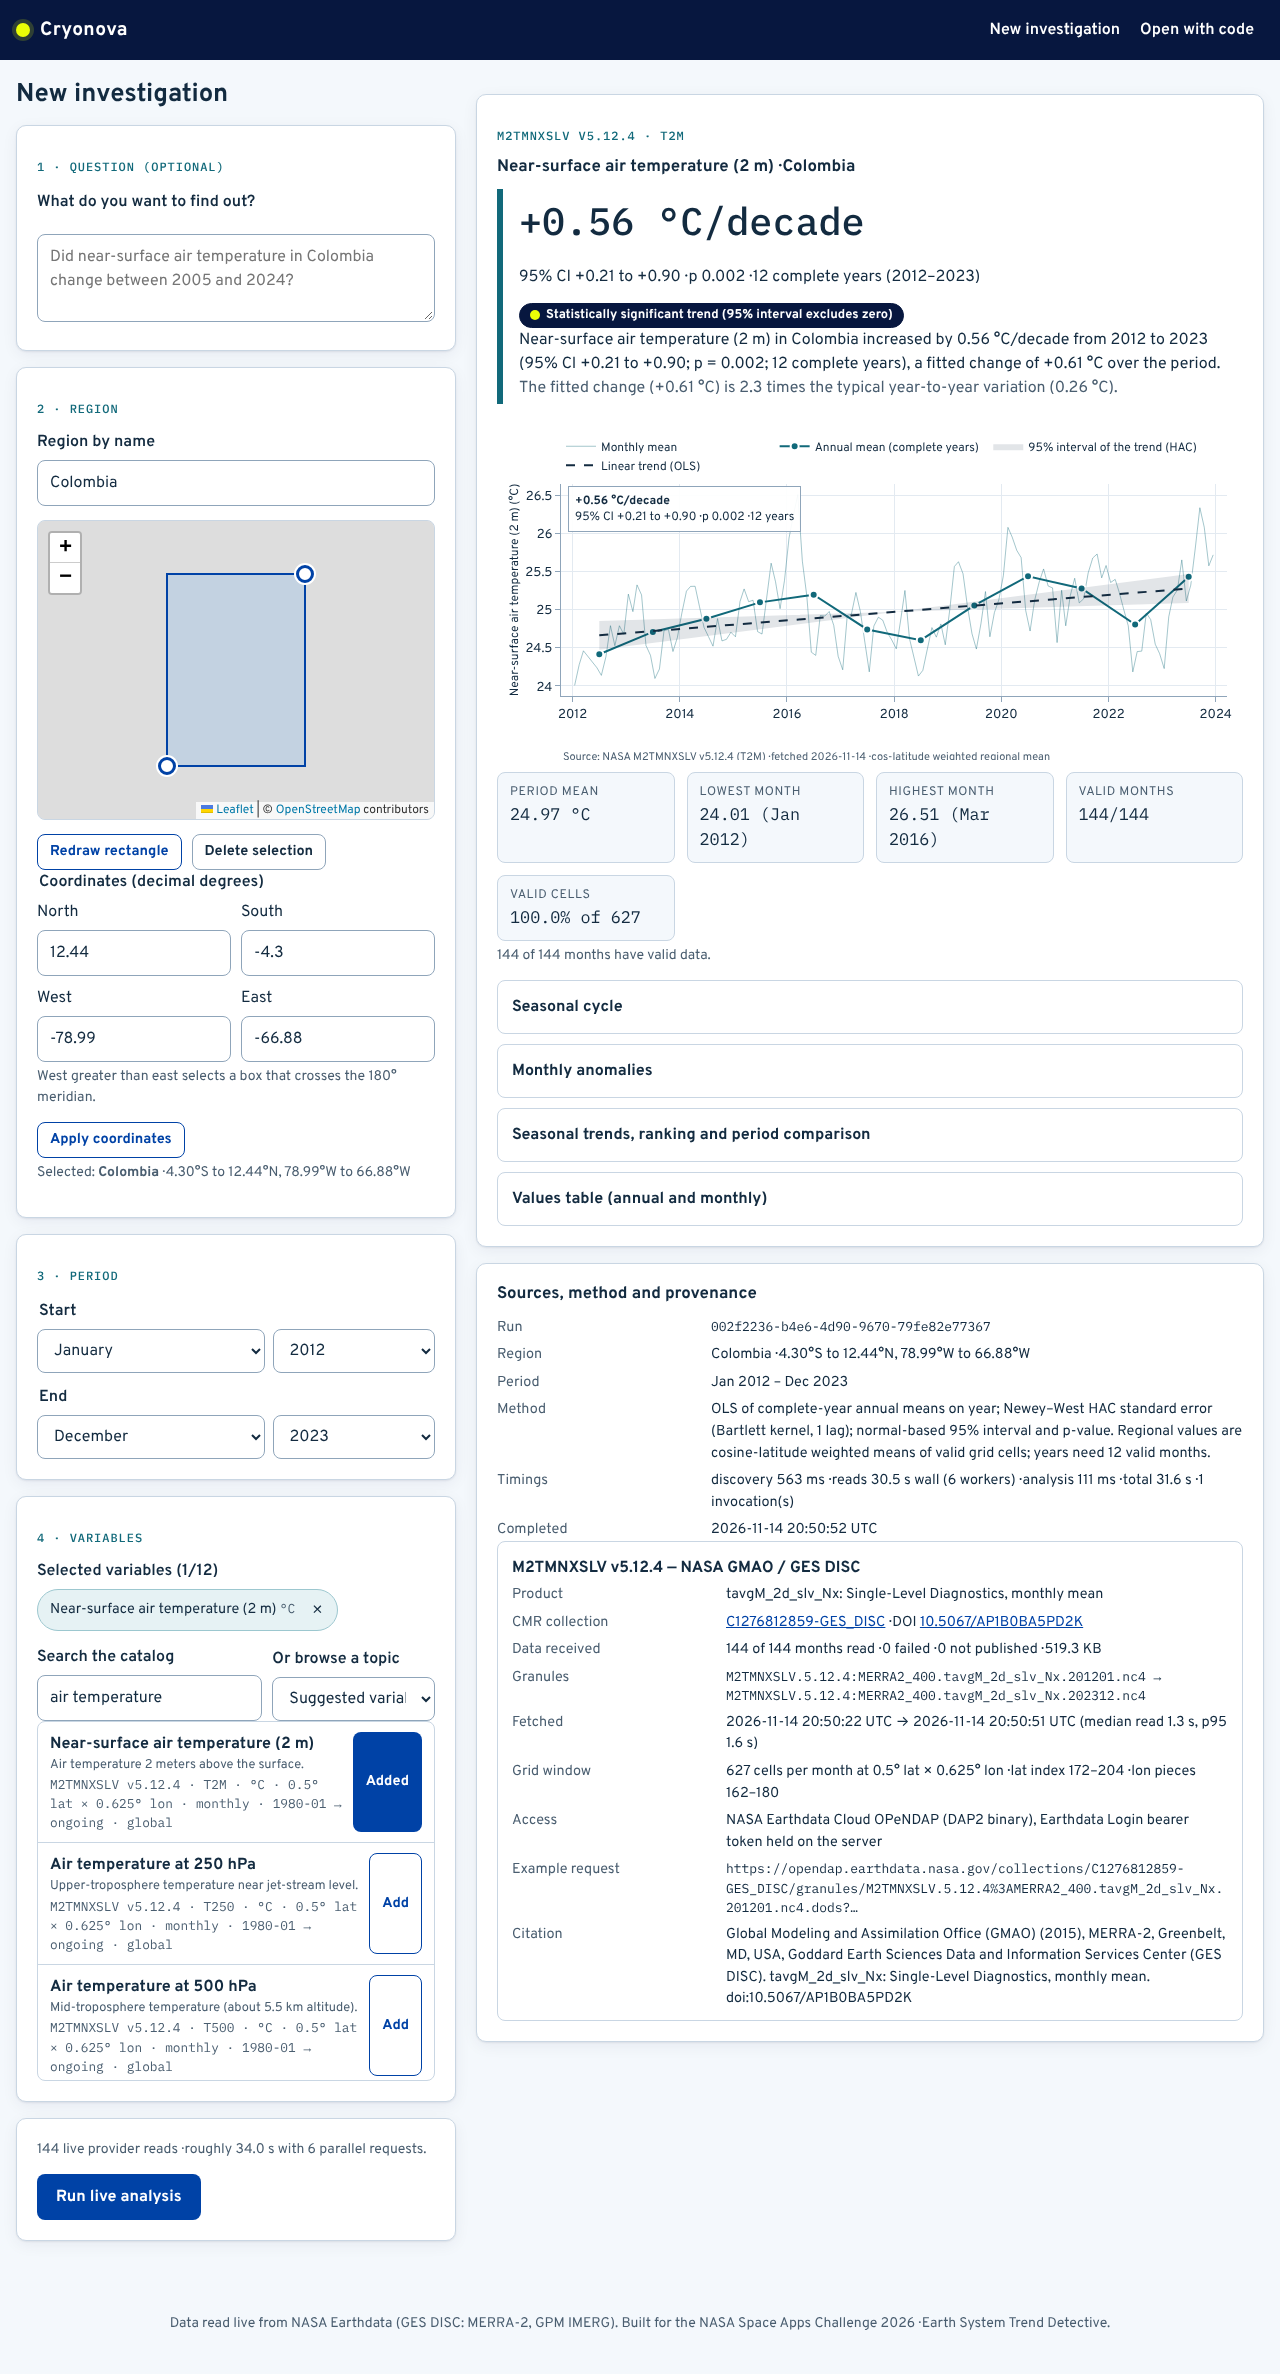 Cryonova
New investigation
Open with code
New investigation
1 · QUESTION (OPTIONAL)
What do you want to find out?
Did near-surface air temperature in Colombia
change between 2005 and 2024?
2 · REGION
Region by name
Colombia
+
−
Leaflet | © OpenStreetMap contributors
Redraw rectangle
Delete selection
Coordinates (decimal degrees)
North
South
12.44
-4.3
West
East
-78.99
-66.88
West greater than east selects a box that crosses the 180°
meridian.
Apply coordinates
Selected: Colombia ·4.30°S to 12.44°N, 78.99°W to 66.88°W
3 · PERIOD
Start
January
2012
End
December
2023
4 · VARIABLES
Selected variables (1/12)
Near-surface air temperature (2 m) °C ×
Search the catalog
Or browse a topic
air temperature
Suggested varial
Near-surface air temperature (2 m)
Air temperature 2 meters above the surface.
M2TMNXSLV v5.12.4 · T2M · °C · 0.5°
lat × 0.625° lon · monthly · 1980-01 →
ongoing · global
Added
Air temperature at 250 hPa
Upper-troposphere temperature near jet-stream level.
M2TMNXSLV v5.12.4 · T250 · °C · 0.5° lat
× 0.625° lon · monthly · 1980-01 →
ongoing · global
Add
Air temperature at 500 hPa
Mid-troposphere temperature (about 5.5 km altitude).
M2TMNXSLV v5.12.4 · T500 · °C · 0.5° lat
× 0.625° lon · monthly · 1980-01 →
ongoing · global
Add
144 live provider reads ·roughly 34.0 s with 6 parallel requests.
Run live analysis
M2TMNXSLV V5.12.4 · T2M
Near-surface air temperature (2 m) ·Colombia
+0.56 °C/decade
95% CI +0.21 to +0.90 ·p 0.002 ·12 complete years (2012–2023)
Statistically significant trend (95% interval excludes zero)
Near-surface air temperature (2 m) in Colombia increased by 0.56 °C/decade from 2012 to 2023
(95% CI +0.21 to +0.90; p = 0.002; 12 complete years), a fitted change of +0.61 °C over the period.
The fitted change (+0.61 °C) is 2.3 times the typical year-to-year variation (0.26 °C).
Monthly mean
Annual mean (complete years)
95% interval of the trend (HAC)
Linear trend (OLS)
Near-surface air temperature (2 m) (°C)
+0.56 °C/decade
95% CI +0.21 to +0.90 ·p 0.002 ·12 years
26.5
26
25.5
25
24.5
24
2012
2014
2016
2018
2020
2022
2024
Source: NASA M2TMNXSLV v5.12.4 (T2M) ·fetched 2026-11-14 ·cos-latitude weighted regional mean
PERIOD MEAN
24.97 °C
LOWEST MONTH
24.01 (Jan
2012)
HIGHEST MONTH
26.51 (Mar
2016)
VALID MONTHS
144/144
VALID CELLS
100.0% of 627
144 of 144 months have valid data.
Seasonal cycle
Monthly anomalies
Seasonal trends, ranking and period comparison
Values table (annual and monthly)
Sources, method and provenance
Run
002f2236-b4e6-4d90-9670-79fe82e77367
Region
Colombia ·4.30°S to 12.44°N, 78.99°W to 66.88°W
Period
Jan 2012 – Dec 2023
Method
OLS of complete-year annual means on year; Newey–West HAC standard error
(Bartlett kernel, 1 lag); normal-based 95% interval and p-value. Regional values are
cosine-latitude weighted means of valid grid cells; years need 12 valid months.
Timings
discovery 563 ms ·reads 30.5 s wall (6 workers) ·analysis 111 ms ·total 31.6 s ·1
invocation(s)
Completed
2026-11-14 20:50:52 UTC
M2TMNXSLV v5.12.4 — NASA GMAO / GES DISC
Product
tavgM_2d_slv_Nx: Single-Level Diagnostics, monthly mean
CMR collection
C1276812859-GES_DISC ·DOI 10.5067/AP1B0BA5PD2K
Data received
144 of 144 months read ·0 failed ·0 not published ·519.3 KB
Granules
M2TMNXSLV.5.12.4:MERRA2_400.tavgM_2d_slv_Nx.201201.nc4 →
M2TMNXSLV.5.12.4:MERRA2_400.tavgM_2d_slv_Nx.202312.nc4
Fetched
2026-11-14 20:50:22 UTC → 2026-11-14 20:50:51 UTC (median read 1.3 s, p95
1.6 s)
Grid window
627 cells per month at 0.5° lat × 0.625° lon ·lat index 172–204 ·lon pieces
162–180
Access
NASA Earthdata Cloud OPeNDAP (DAP2 binary), Earthdata Login bearer
token held on the server
Example request
https://opendap.earthdata.nasa.gov/collections/C1276812859-
GES_DISC/granules/M2TMNXSLV.5.12.4%3AMERRA2_400.tavgM_2d_slv_Nx.
201201.nc4.dods?…
Citation
Global Modeling and Assimilation Office (GMAO) (2015), MERRA-2, Greenbelt,
MD, USA, Goddard Earth Sciences Data and Information Services Center (GES
DISC). tavgM_2d_slv_Nx: Single-Level Diagnostics, monthly mean.
doi:10.5067/AP1B0BA5PD2K
Data read live from NASA Earthdata (GES DISC: MERRA-2, GPM IMERG). Built for the NASA Space Apps Challenge 2026 ·Earth System Trend Detective.